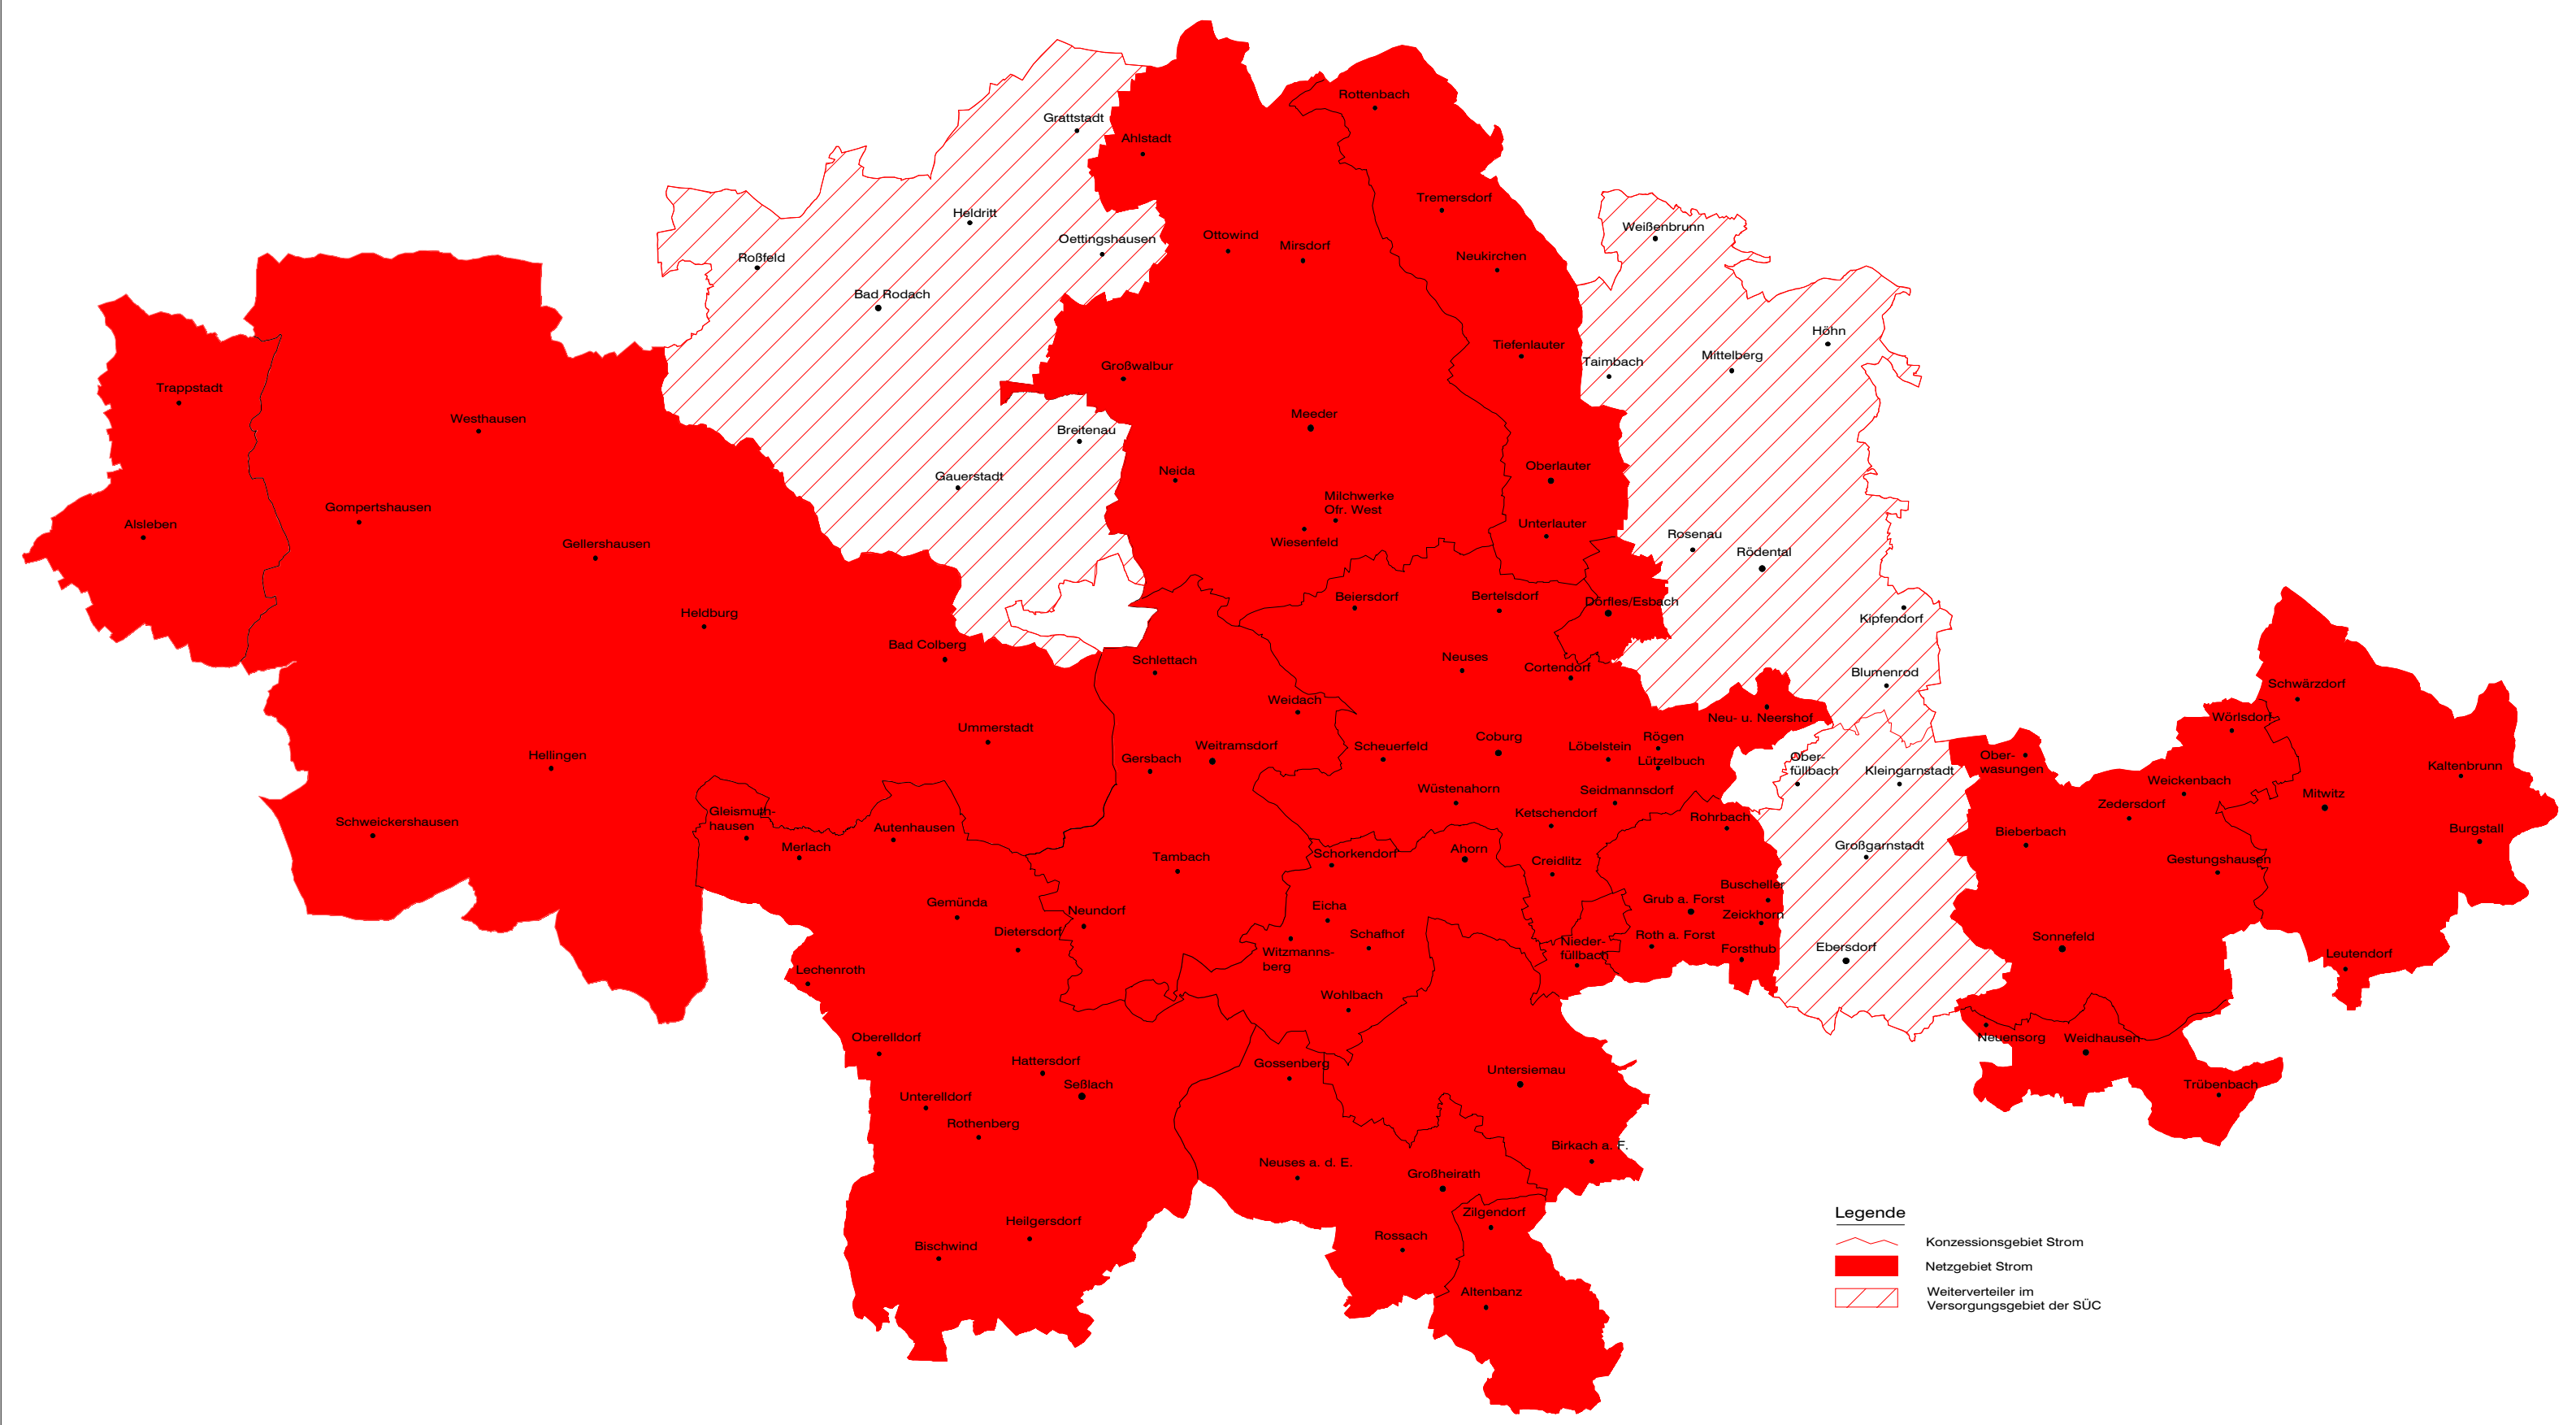 Rottenbach
Grattstadt
Ahlstadt
Tremersdorf
Heldritt
Weißenbrunn
Oettingshausen
Ottowind
Mirsdorf
Roßfeld
Neukirchen
Bad Rodach
Höhn
Tiefenlauter
Mittelberg
Taimbach
Großwalbur
Trappstadt
Meeder
Westhausen
Breitenau
Oberlauter
Neida
Gauerstadt
Milchwerke
Ofr. West
Gompertshausen
Alsleben
Unterlauter
Rosenau
Wiesenfeld
Gellershausen
Rödental
Beiersdorf
Bertelsdorf
Dörfles/Esbach
Heldburg
Kipfendorf
Bad Colberg
Neuses
Schlettach
Cortendorf
Blumenrod
Schwärzdorf
Weidach
Neu- u. Neershof
Wörlsdorf
Ummerstadt
Coburg
Rögen
Weitramsdorf
Scheuerfeld
Löbelstein
Hellingen
Gersbach
Lützelbuch
Ober-
füllbach
Kleingarnstadt
Ober-
wasungen
Kaltenbrunn
Weickenbach
Wüstenahorn
Seidmannsdorf
Mitwitz
Zedersdorf
Gleismuth-
hausen
Ketschendorf
Rohrbach
Schweickershausen
Autenhausen
Bieberbach
Burgstall
Merlach
Großgarnstadt
Ahorn
Schorkendorf
Tambach
Creidlitz
Gestungshausen
Buscheller
Grub a. Forst
Gemünda
Eicha
Neundorf
Zeickhorn
Dietersdorf
Schafhof
Roth a. Forst
Sonnefeld
Nieder-
füllbach
Forsthub
Ebersdorf
Witzmanns-
berg
Leutendorf
Lechenroth
Wohlbach
Oberelldorf
Neuensorg
Weidhausen
Hattersdorf
Gossenberg
Untersiemau
Seßlach
Trübenbach
Unterelldorf
Rothenberg
Birkach a. F.
Neuses a. d. E.
Großheirath
Zilgendorf
Heilgersdorf
Rossach
Bischwind
Altenbanz
Legende
Konzessionsgebiet Strom
Netzgebiet Strom
Weiterverteiler im
Versorgungsgebiet der SÜC